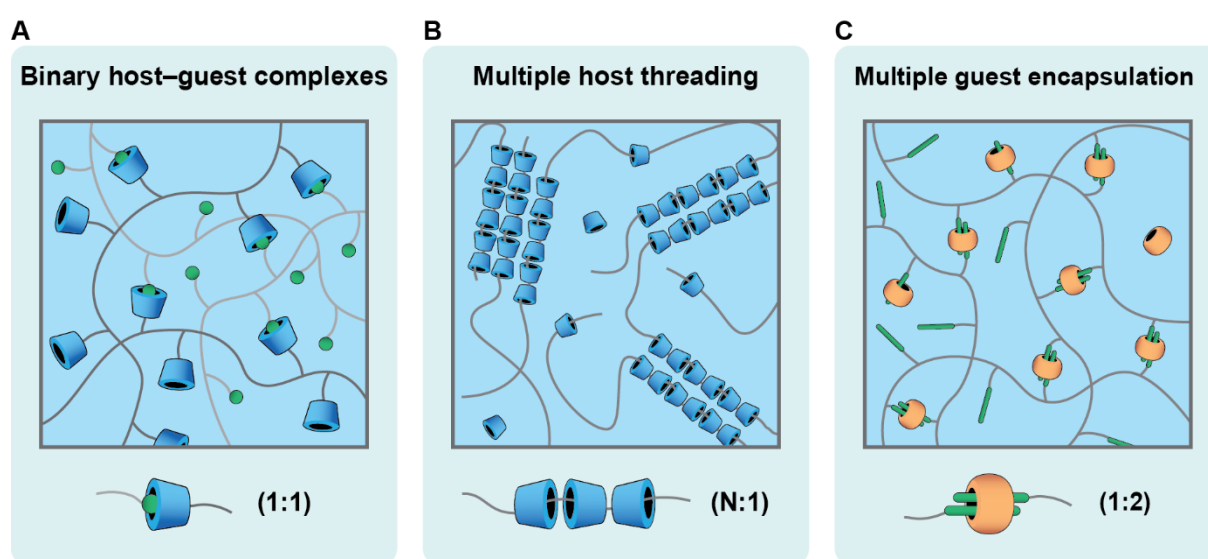 A
Binary host–guest complexes
(1:1)
B
Multiple host threading
(N:1)
C
Multiple guest encapsulation
(1:2)